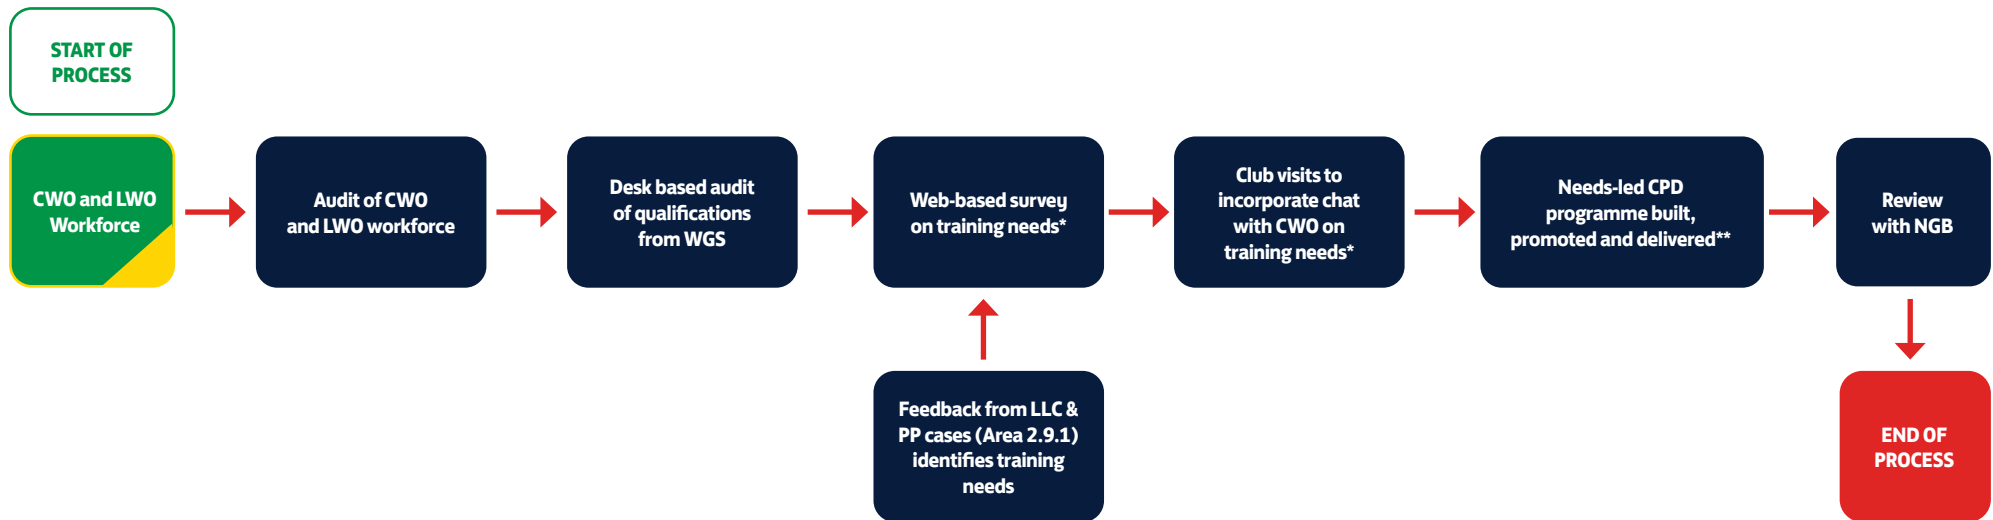 START OF
PROCESS
CWO and LWO
Workforce
Audit of CWO
and LWO workforce
Desk based audit
of qualifications
from WGS
Web-based survey
on training needs*
Club visits to
incorporate chat
with CWO on
training needs*
Needs-led CPD
programme built,
promoted and delivered**
Review
with NGB
Feedback from LLC &
PP cases (Area 2.9.1)
identifies training
needs
END OF
PROCESS